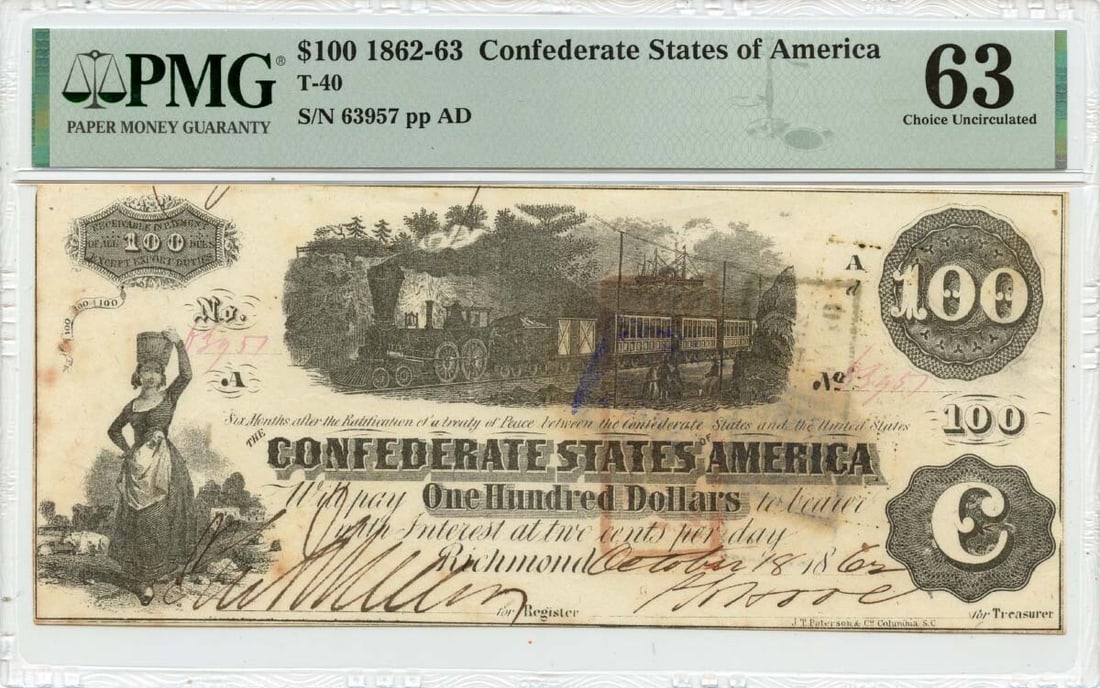 PMG®
PAPER MONEY GUARANTY
$100 1862-63 Confederate States of America
T-40
S/N 63957 pp AD
63
Choice Uncirculated
RECEIVABLE IN PAYMENT
OF ALL 100 DUES
EXCEPT EXPORT DUTIES
100
100
100
No.
63957
A
A
d
100
No
63957
100
Six Months after the Ratification of a treaty of Peace between the Confederate States and the United States
THE
CONFEDERATE STATES OF AMERICA
Will pay One Hundred Dollars to bearer
with Interest at two cents per day
Richmond October 18 1862
for Register
for Treasurer
J.T. Paterson & Co. Columbia, S.C
C